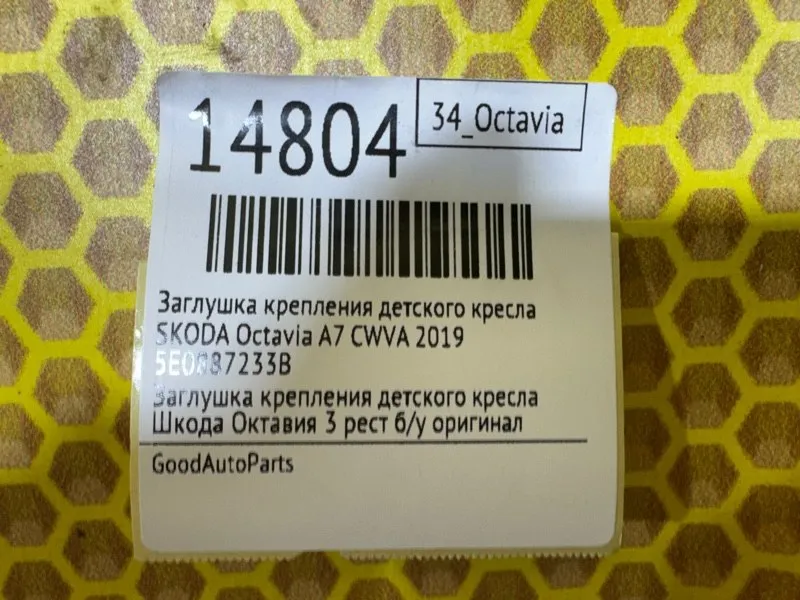 14804
34_Octavia
Заглушка крепления детского кресла
SKODA Octavia A7 CWVA 2019
5E0887233B
Заглушка крепления детского кресла
Шкода Октавия 3 рест б/у оригинал
GoodAutoParts